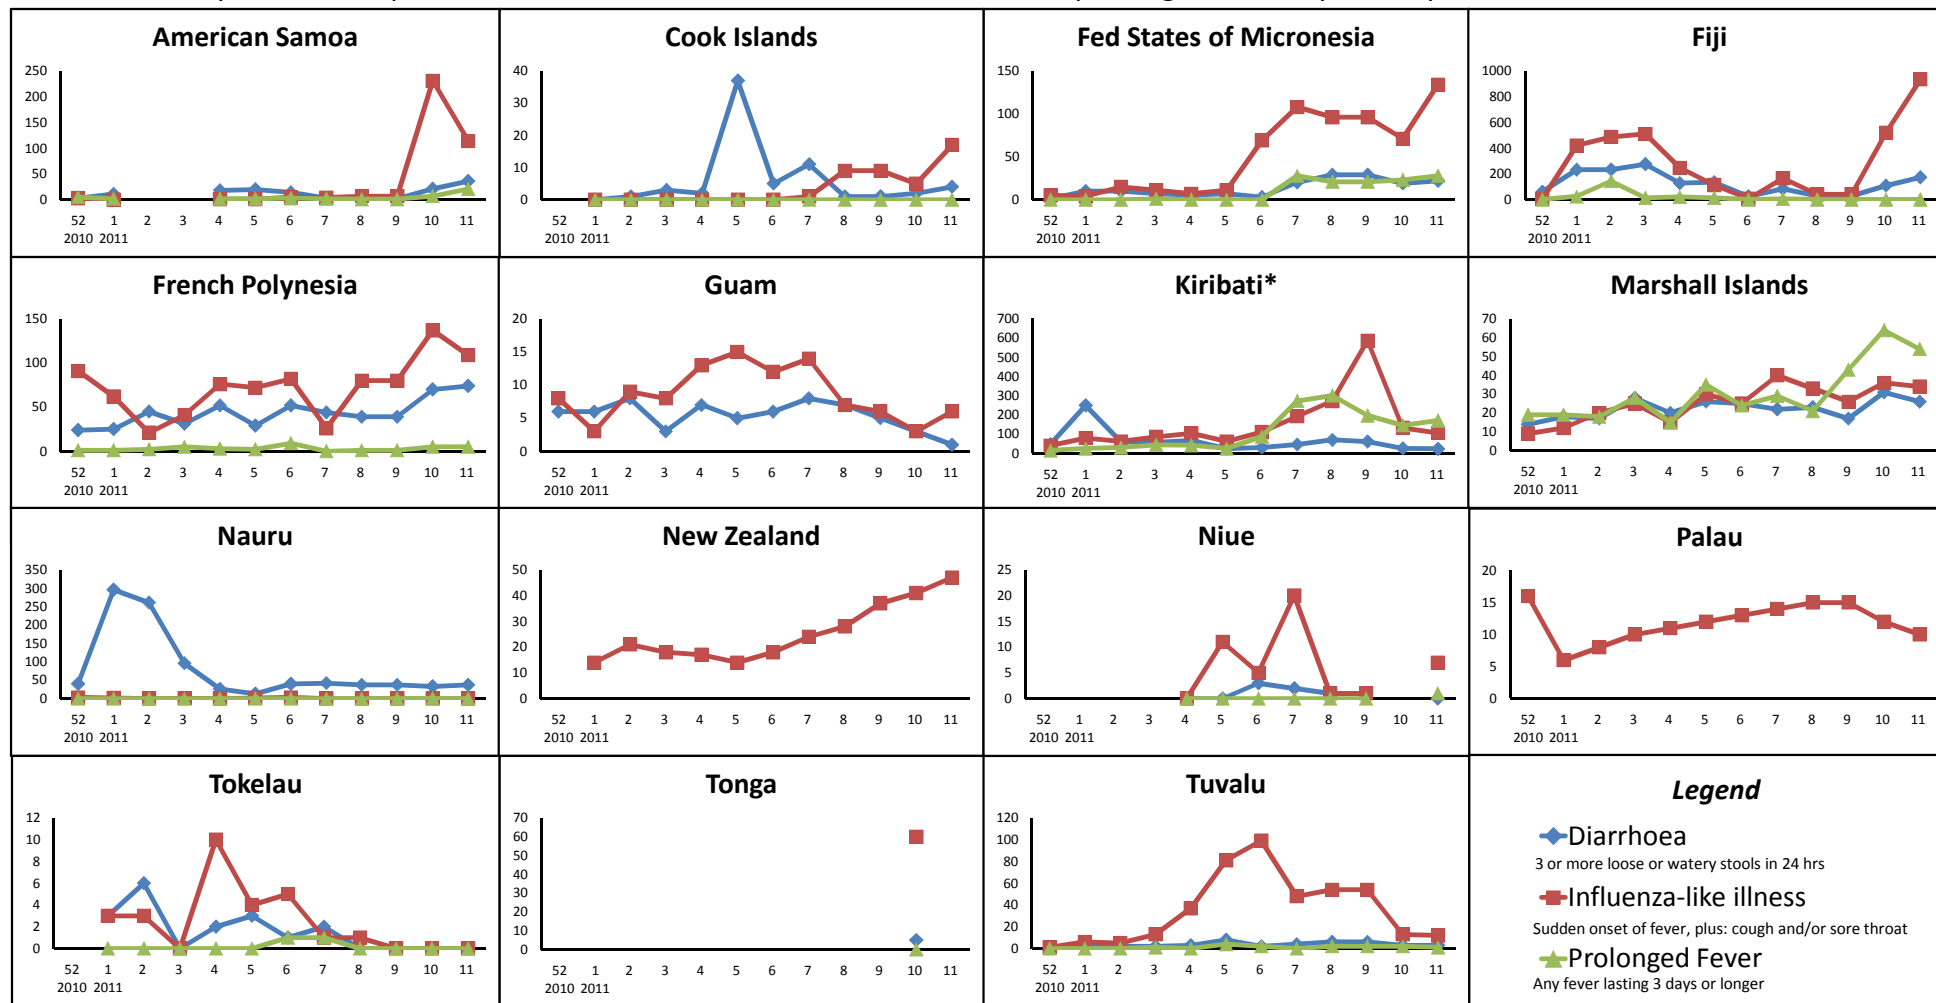 American Samoa
250
200
150
100
50
0
52 1 2 3 4 5 6 7 8 9 10 11
2010 2011
Cook Islands
40
30
20
10
0
52 1 2 3 4 5 6 7 8 9 10 11
2010 2011
Fed States of Micronesia
150
100
50
0
52 1 2 3 4 5 6 7 8 9 10 11
2010 2011
Fiji
1000
800
600
400
200
0
52 1 2 3 4 5 6 7 8 9 10 11
2010 2011
French Polynesia
150
100
50
0
52 1 2 3 4 5 6 7 8 9 10 11
2010 2011
Guam
20
15
10
5
0
52 1 2 3 4 5 6 7 8 9 10 11
2010 2011
Kiribati*
700
600
500
400
300
200
100
0
52 1 2 3 4 5 6 7 8 9 10 11
2010 2011
Marshall Islands
70
60
50
40
30
20
10
0
52 1 2 3 4 5 6 7 8 9 10 11
2010 2011
Nauru
350
300
250
200
150
100
50
0
52 1 2 3 4 5 6 7 8 9 10 11
2010 2011
New Zealand
50
40
30
20
10
0
52 1 2 3 4 5 6 7 8 9 10 11
2010 2011
Niue
25
20
15
10
5
0
52 1 2 3 4 5 6 7 8 9 10 11
2010 2011
Palau
20
15
10
5
0
52 1 2 3 4 5 6 7 8 9 10 11
2010 2011
Tokelau
12
10
8
6
4
2
0
52 1 2 3 4 5 6 7 8 9 10 11
2010 2011
Tonga
70
60
50
40
30
20
10
0
52 1 2 3 4 5 6 7 8 9 10 11
2010 2011
Tuvalu
120
100
80
60
40
20
0
52 1 2 3 4 5 6 7 8 9 10 11
2010 2011
Legend
Diarrhoea
3 or more loose or watery stools in 24 hrs
Influenza-like illness
Sudden onset of fever, plus: cough and/or sore throat
Prolonged Fever
Any fever lasting 3 days or longer